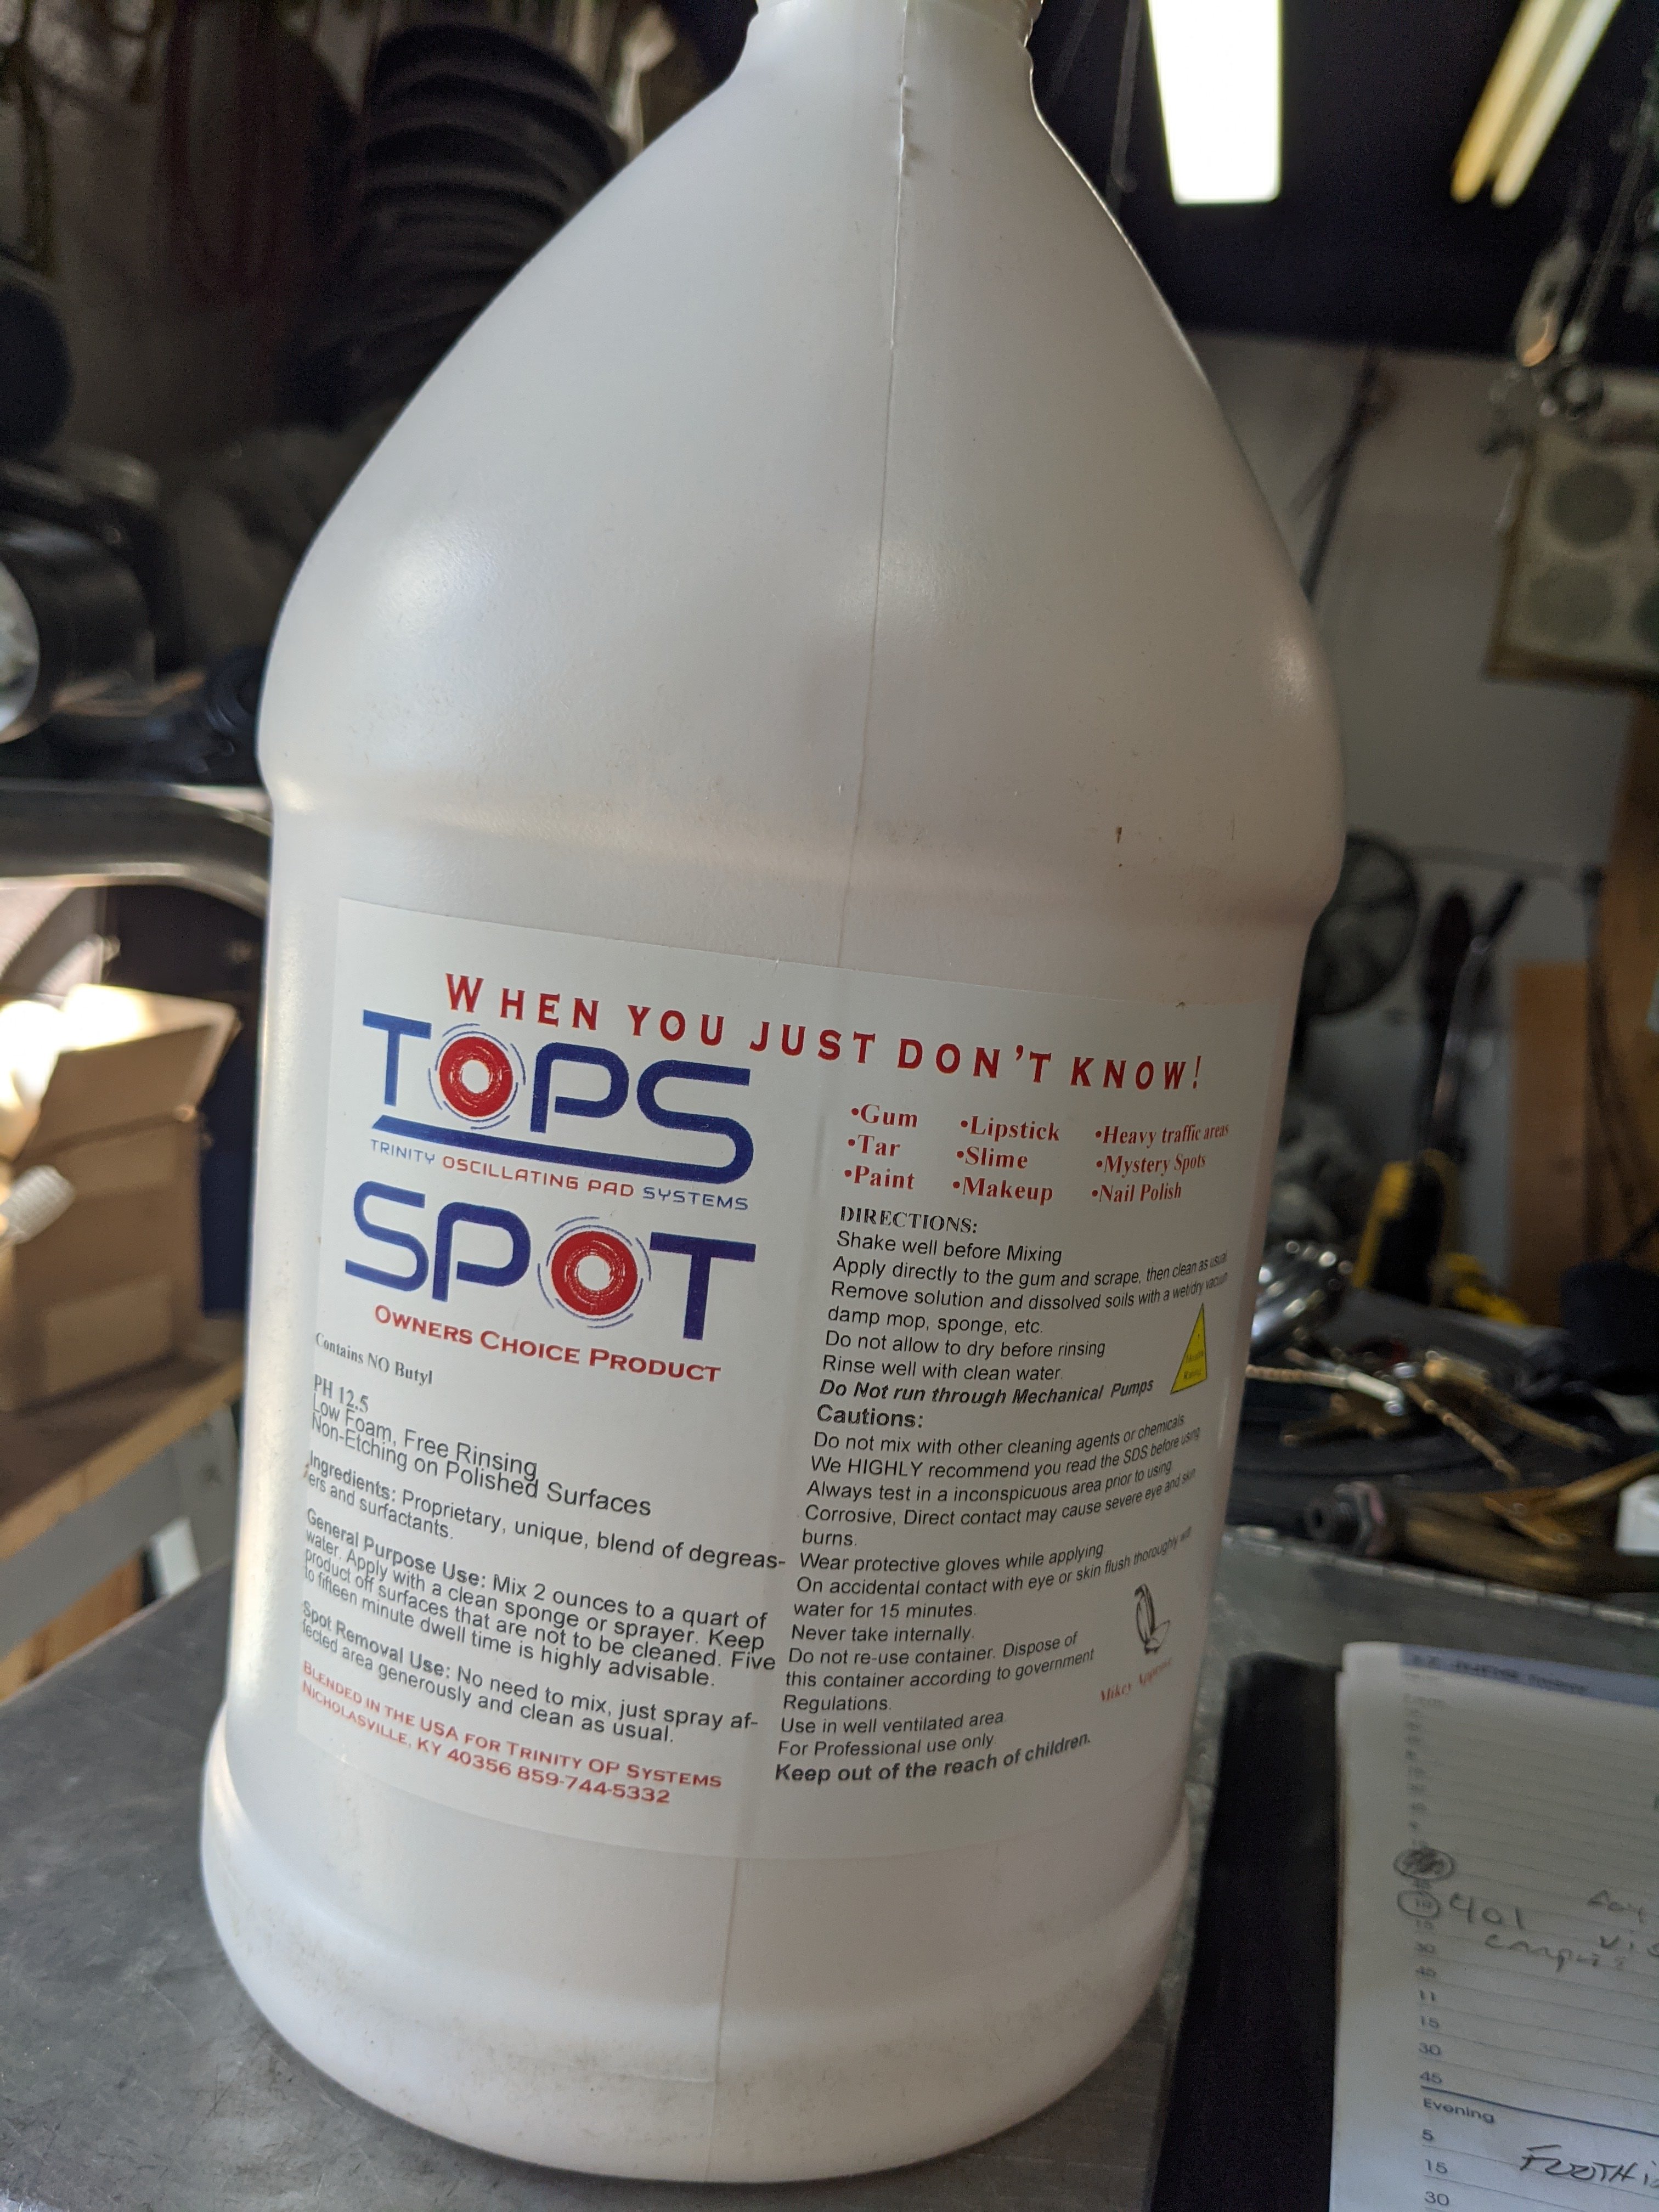 WHEN YOU JUST DON'T KNOW!
TOPS
TRINITY OSCILLATING PAD SYSTEMS
SPOT
OWNERS CHOICE PRODUCT
Contains NO Butyl
PH 12.5
Low Foam, Free Rinsing
Non-Etching on Polished Surfaces
Ingredients: Proprietary, unique, blend of degreas-
ers and surfactants.
General Purpose Use: Mix 2 ounces to a quart of
water. Apply with a clean sponge or sprayer. Keep
product off surfaces that are not to be cleaned. Five
to fifteen minute dwell time is highly advisable.
Spot Removal Use: No need to mix, just spray af-
fected area generously and clean as usual.
BLENDED IN THE USA FOR TRINITY OP SYSTEMS
NICHOLASVILLE, KY 40356 859-744-5332
•Gum •Lipstick •Heavy traffic areas
•Tar •Slime •Mystery Spots
•Paint •Makeup •Nail Polish
DIRECTIONS:
Shake well before Mixing
Apply directly to the gum and scrape, then clean as usual
Remove solution and dissolved soils with a wet/dry vacuum
damp mop, sponge, etc.
Do not allow to dry before rinsing
Rinse well with clean water.
Do Not run through Mechanical Pumps
Cautions:
Do not mix with other cleaning agents or chemicals
We HIGHLY recommend you read the SDS before using
Always test in a inconspicuous area prior to using
Corrosive, Direct contact may cause severe eye and skin
burns.
Wear protective gloves while applying
On accidental contact with eye or skin flush thoroughly with
water for 15 minutes.
Never take internally.
Do not re-use container. Dispose of
this container according to government
Regulations.
Use in well ventilated area
For Professional use only.
Keep out of the reach of children.
Mikey
401
15
30
45
11
15
30
45
Evening
5
15
30